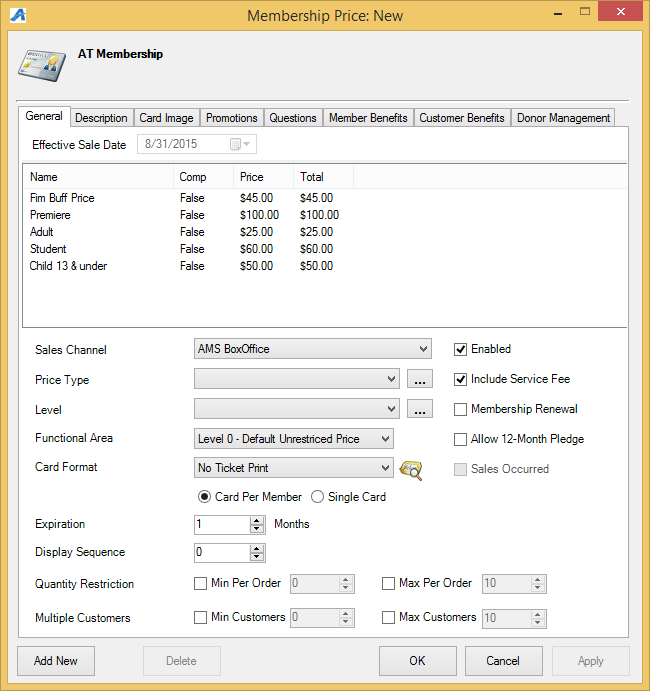 Membership Price: New
AT Membership
General Description Card Image Promotions Questions Member Benefits Customer Benefits Donor Management
Effective Sale Date 8/31/2015
Name Comp Price Total
Fim Buff Price False $45.00 $45.00
Premiere False $100.00 $100.00
Adult False $25.00 $25.00
Student False $60.00 $60.00
Child 13 & under False $50.00 $50.00
Sales Channel AMS BoxOffice Enabled
Price Type ... Include Service Fee
Level ... Membership Renewal
Functional Area Level 0 - Default Unrestriced Price Allow 12-Month Pledge
Card Format No Ticket Print Sales Occurred
Card Per Member Single Card
Expiration 1 Months
Display Sequence 0
Quantity Restriction Min Per Order 0 Max Per Order 10
Multiple Customers Min Customers 0 Max Customers 10
Add New Delete OK Cancel Apply